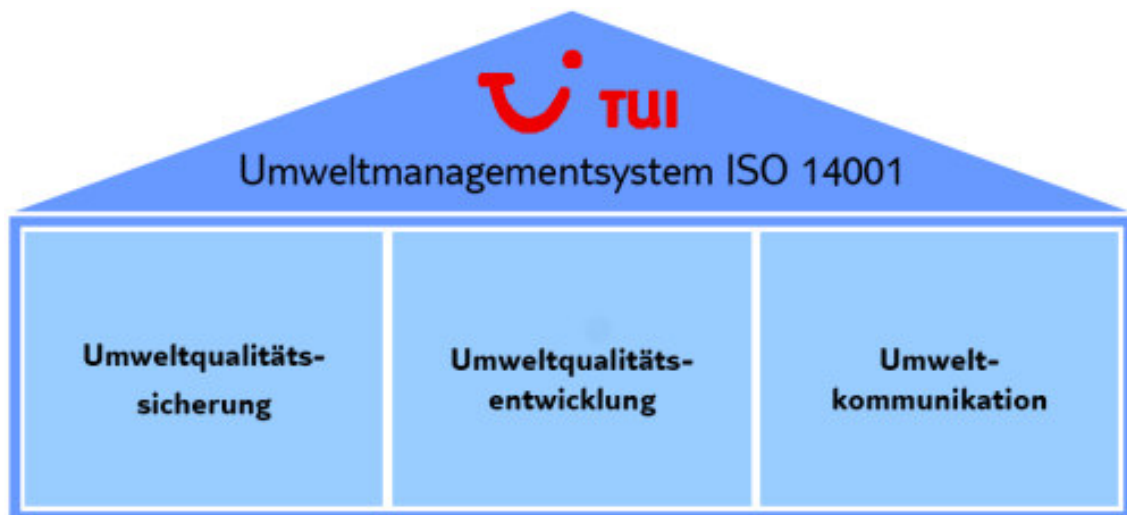 TUI
Umweltmanagementsystem ISO 14001
Umweltqualitäts-
sicherung
Umweltqualitäts-
entwicklung
Umwelt-
kommunikation